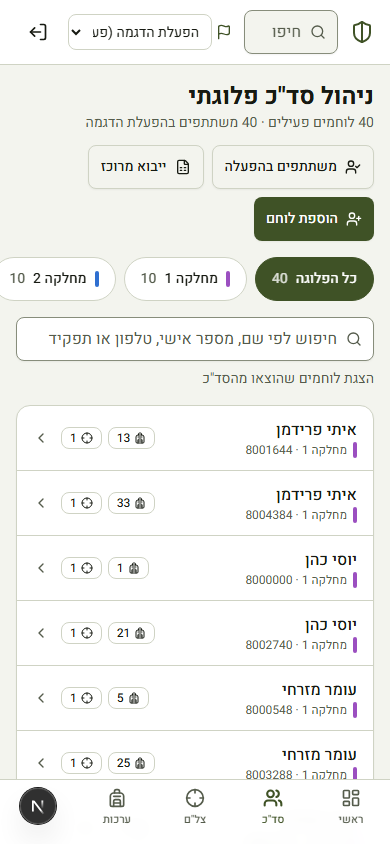 חיפו
הפעלת הדגמה (פע
ניהול סד"כ פלוגתי
40 לוחמים פעילים · 40 משתתפים בהפעלת הדגמה
משתתפים בהפעלה
ייבוא מרוכז
הוספת לוחם
כל הפלוגה 40
מחלקה 1 10
מחלקה 2 10
חיפוש לפי שם, מספר אישי, טלפון או תפקיד
הצגת לוחמים שהוצאו מהסד"כ
איתי פרידמן
מחלקה 1 · 8001644
13
1
איתי פרידמן
מחלקה 1 · 8004384
33
1
יוסי כהן
מחלקה 1 · 8000000
1
1
יוסי כהן
מחלקה 1 · 8002740
21
1
עומר מזרחי
מחלקה 1 · 8000548
5
1
עומר מזרחי
מחלקה 1 · 8003288
25
1
ראשי
סד"כ
צל"ם
ערכות
N